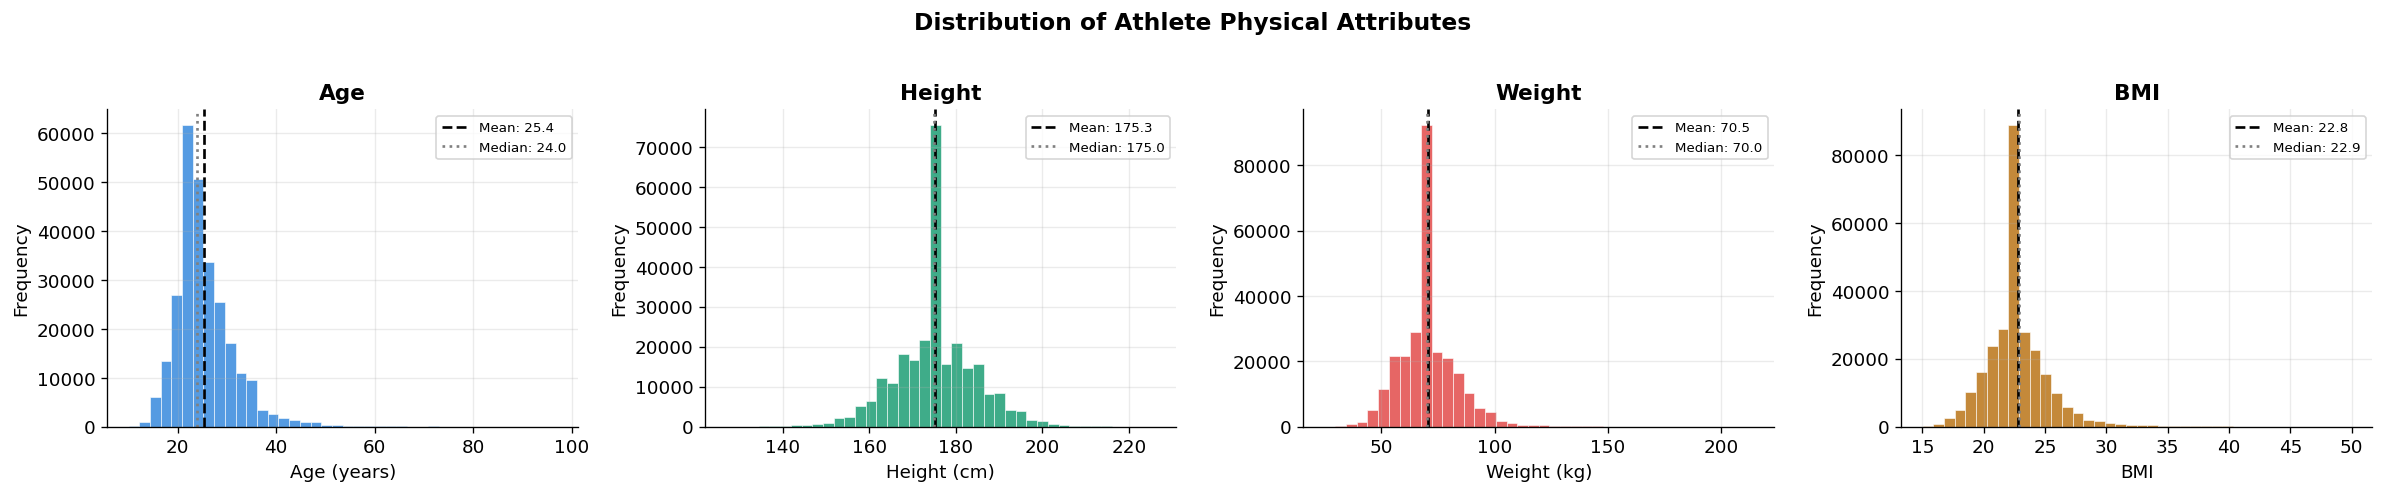 Distribution of Athlete Physical Attributes
Age
Mean: 25.4
Median: 24.0
Frequency
60000
50000
40000
30000
20000
10000
0
20 40 60 80 100
Age (years)
Height
Mean: 175.3
Median: 175.0
Frequency
70000
60000
50000
40000
30000
20000
10000
0
140 160 180 200 220
Height (cm)
Weight
Mean: 70.5
Median: 70.0
Frequency
80000
60000
40000
20000
0
50 100 150 200
Weight (kg)
BMI
Mean: 22.8
Median: 22.9
Frequency
80000
60000
40000
20000
0
15 20 25 30 35 40 45 50
BMI